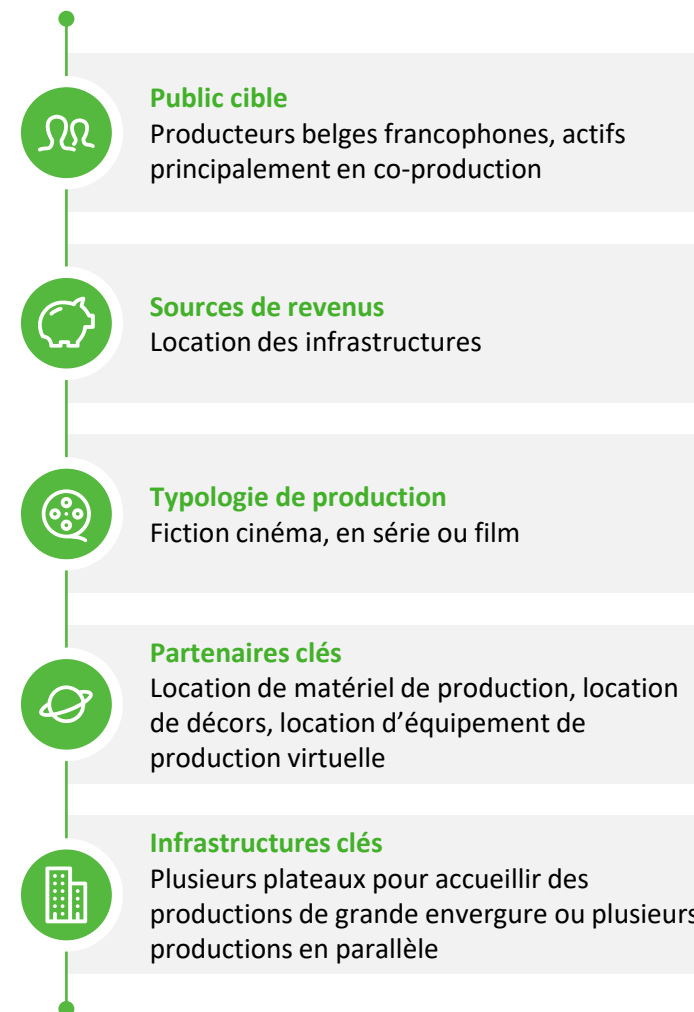 Public cible
Producteurs belges francophones, actifs
principalement en co-production
Sources de revenus
Location des infrastructures
Typologie de production
Fiction cinéma, en série ou film
Partenaires clés
Location de matériel de production, location
de décors, location d’équipement de
production virtuelle
Infrastructures clés
Plusieurs plateaux pour accueillir des
productions de grande envergure ou plusieurs
productions en parallèle